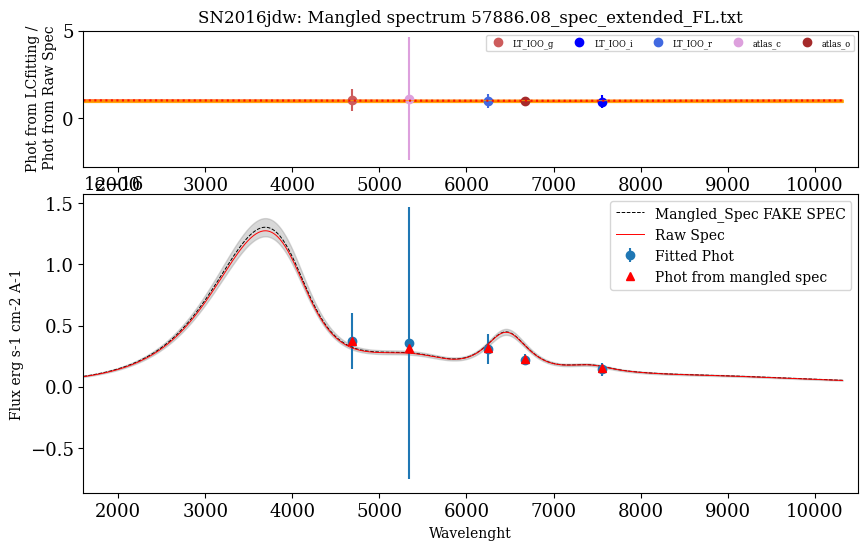 SN2016jdw: Mangled spectrum 57886.08_spec_extended_FL.txt
Phot from LCfitting /
Phot from Raw Spec
5
0
LT_IOO_g
LT_IOO_i
LT_IOO_r
atlas_c
atlas_o
2000 3000 4000 5000 6000 7000 8000 9000 10000
1e−16
1.5
1.0
0.5
0.0
−0.5
Flux erg s-1 cm-2 A-1
Mangled_Spec FAKE SPEC
Raw Spec
Fitted Phot
Phot from mangled spec
2000 3000 4000 5000 6000 7000 8000 9000 10000
Wavelenght